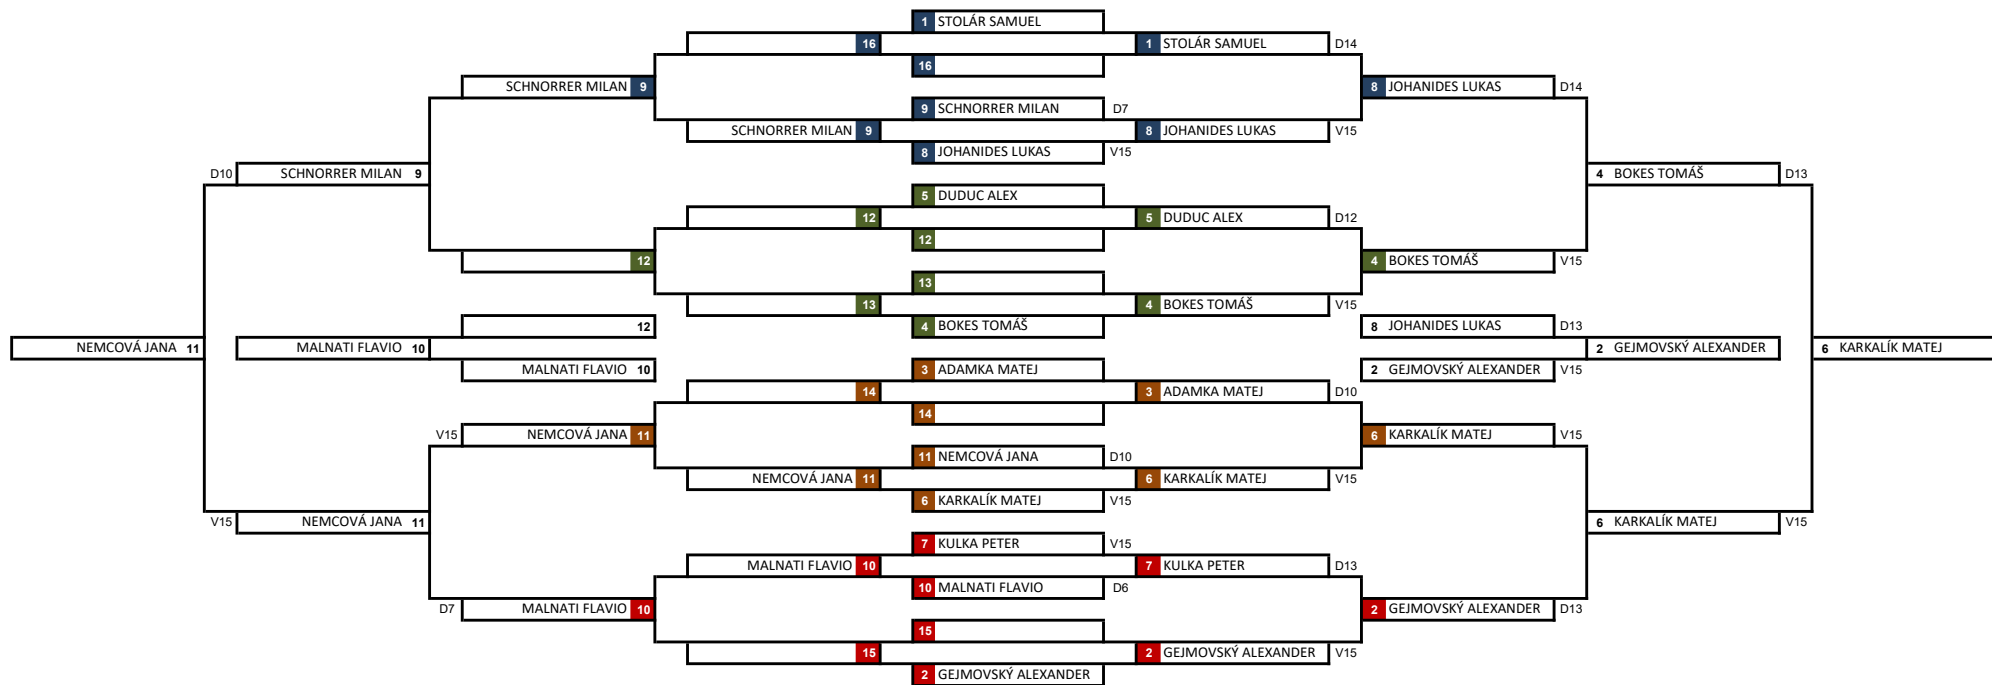 1 STOLÁR SAMUEL
16 1 STOLÁR SAMUEL D14
16
SCHNORRER MILAN 9 8 JOHANIDES LUKAS D14
9 SCHNORRER MILAN D7
SCHNORRER MILAN 9 8 JOHANIDES LUKAS V15
8 JOHANIDES LUKAS V15
D10 SCHNORRER MILAN 9 4 BOKES TOMÁŠ D13
5 DUDUC ALEX
12 5 DUDUC ALEX D12
12
12 4 BOKES TOMÁŠ V15
13
13 4 BOKES TOMÁŠ V15
12 4 BOKES TOMÁŠ 8 JOHANIDES LUKAS D13
NEMCOVÁ JANA 11 MALNATI FLAVIO 10 2 GEJMOVSKÝ ALEXANDER 6 KARKALÍK MATEJ
MALNATI FLAVIO 10 3 ADAMKA MATEJ 2 GEJMOVSKÝ ALEXANDER V15
14 3 ADAMKA MATEJ D10
14
V15 NEMCOVÁ JANA 11 6 KARKALÍK MATEJ V15
11 NEMCOVÁ JANA D10
NEMCOVÁ JANA 11 6 KARKALÍK MATEJ V15
6 KARKALÍK MATEJ V15
V15 NEMCOVÁ JANA 11 6 KARKALÍK MATEJ V15
7 KULKA PETER V15
MALNATI FLAVIO 10 7 KULKA PETER D13
10 MALNATI FLAVIO D6
D7 MALNATI FLAVIO 10 2 GEJMOVSKÝ ALEXANDER D13
15
15 2 GEJMOVSKÝ ALEXANDER V15
2 GEJMOVSKÝ ALEXANDER